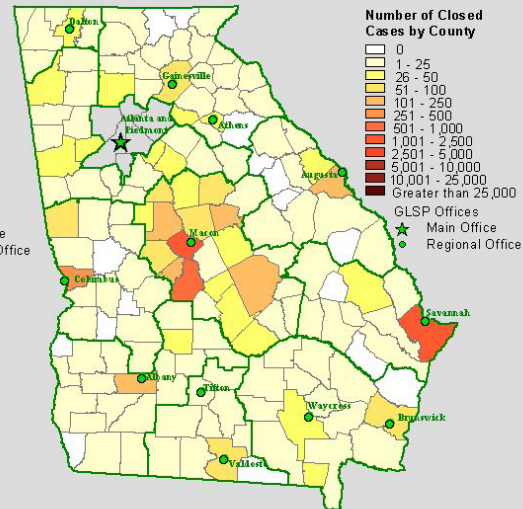 Number of Closed
Cases by County
0
1 - 25
26 - 50
51 - 100
101 - 250
251 - 500
501 - 1,000
1,001 - 2,500
2,501 - 5,000
5,001 - 10,000
10,001 - 25,000
Greater than 25,000
GLSP Offices
Main Office
Regional Office
Dalton
Gainesville
Atlanta and
Piedmont
Athens
Augusta
e
Office
Macon
Columbus
Savannah
Albany
Tifton
Waycross
Brunswick
Valdosta